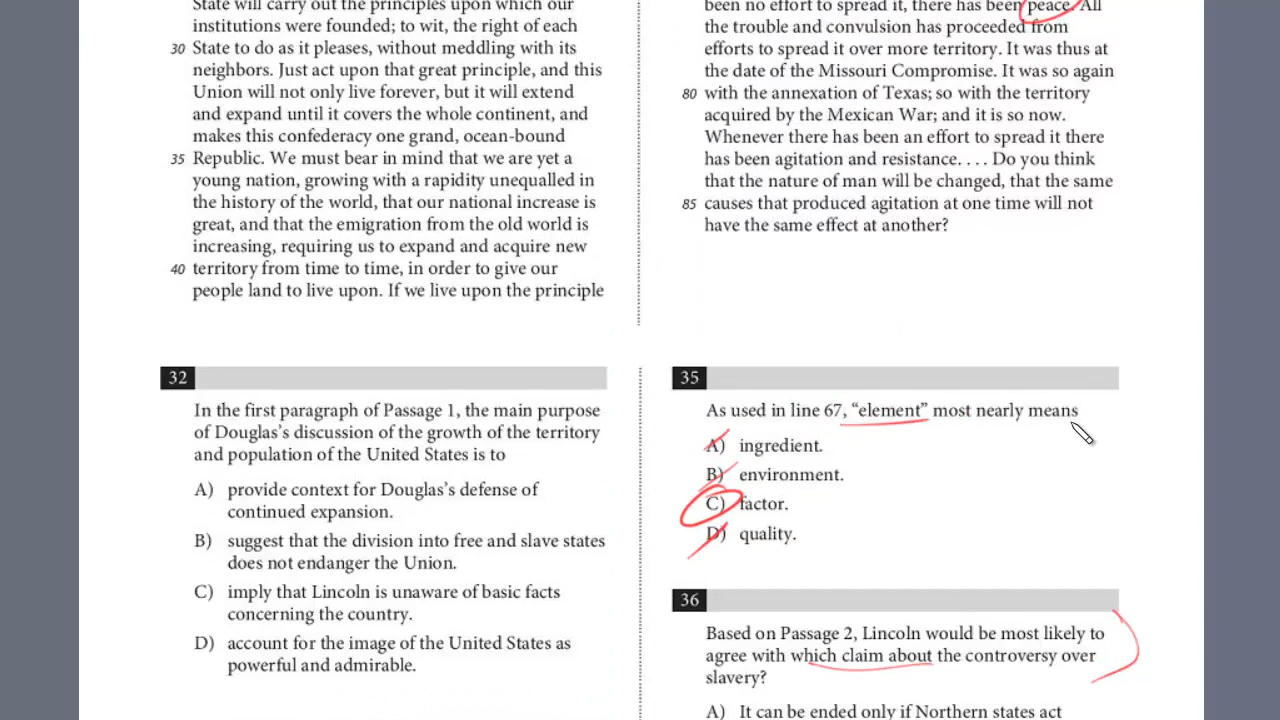 State will carry out the principles upon which our
institutions were founded; to wit, the right of each
30 State to do as it pleases, without meddling with its
neighbors. Just act upon that great principle, and this
Union will not only live forever, but it will extend
and expand until it covers the whole continent, and
makes this confederacy one grand, ocean-bound
35 Republic. We must bear in mind that we are yet a
young nation, growing with a rapidity unequalled in
the history of the world, that our national increase is
great, and that the emigration from the old world is
increasing, requiring us to expand and acquire new
40 territory from time to time, in order to give our
people land to live upon. If we live upon the principle
been no effort to spread it, there has been peace. All
the trouble and convulsion has proceeded from
efforts to spread it over more territory. It was thus at
the date of the Missouri Compromise. It was so again
80 with the annexation of Texas; so with the territory
acquired by the Mexican War; and it is so now.
Whenever there has been an effort to spread it there
has been agitation and resistance. . . . Do you think
that the nature of man will be changed, that the same
85 causes that produced agitation at one time will not
have the same effect at another?
32
In the first paragraph of Passage 1, the main purpose
of Douglas's discussion of the growth of the territory
and population of the United States is to
A) provide context for Douglas's defense of
continued expansion.
B) suggest that the division into free and slave states
does not endanger the Union.
C) imply that Lincoln is unaware of basic facts
concerning the country.
D) account for the image of the United States as
powerful and admirable.
35
As used in line 67, “element” most nearly means
A) ingredient.
B) environment.
C) factor.
D) quality.
36
Based on Passage 2, Lincoln would be most likely to
agree with which claim about the controversy over
slavery?
A) It can be ended only if Northern states act